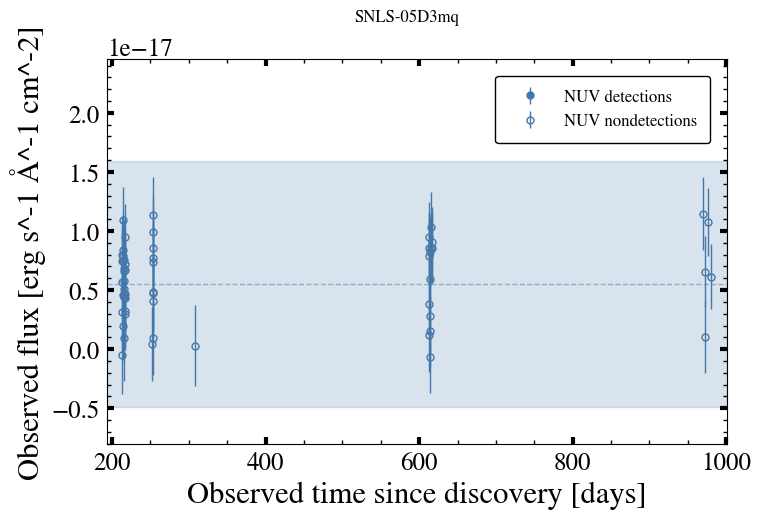 SNLS-05D3mq
1e−17
NUV detections
NUV nondetections
Observed flux [erg s^-1 Å^-1 cm^-2]
2.0
1.5
1.0
0.5
0.0
−0.5
200 400 600 800 1000
Observed time since discovery [days]